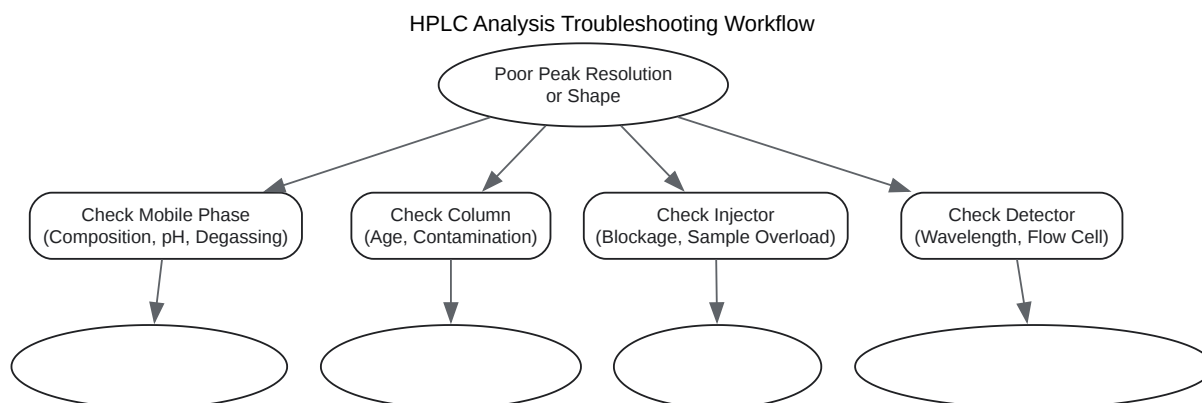 HPLC Analysis Troubleshooting Workflow
Poor Peak Resolution
or Shape
Check Mobile Phase
(Composition, pH, Degassing)
Check Column
(Age, Contamination)
Check Injector
(Blockage, Sample Overload)
Check Detector
(Wavelength, Flow Cell)